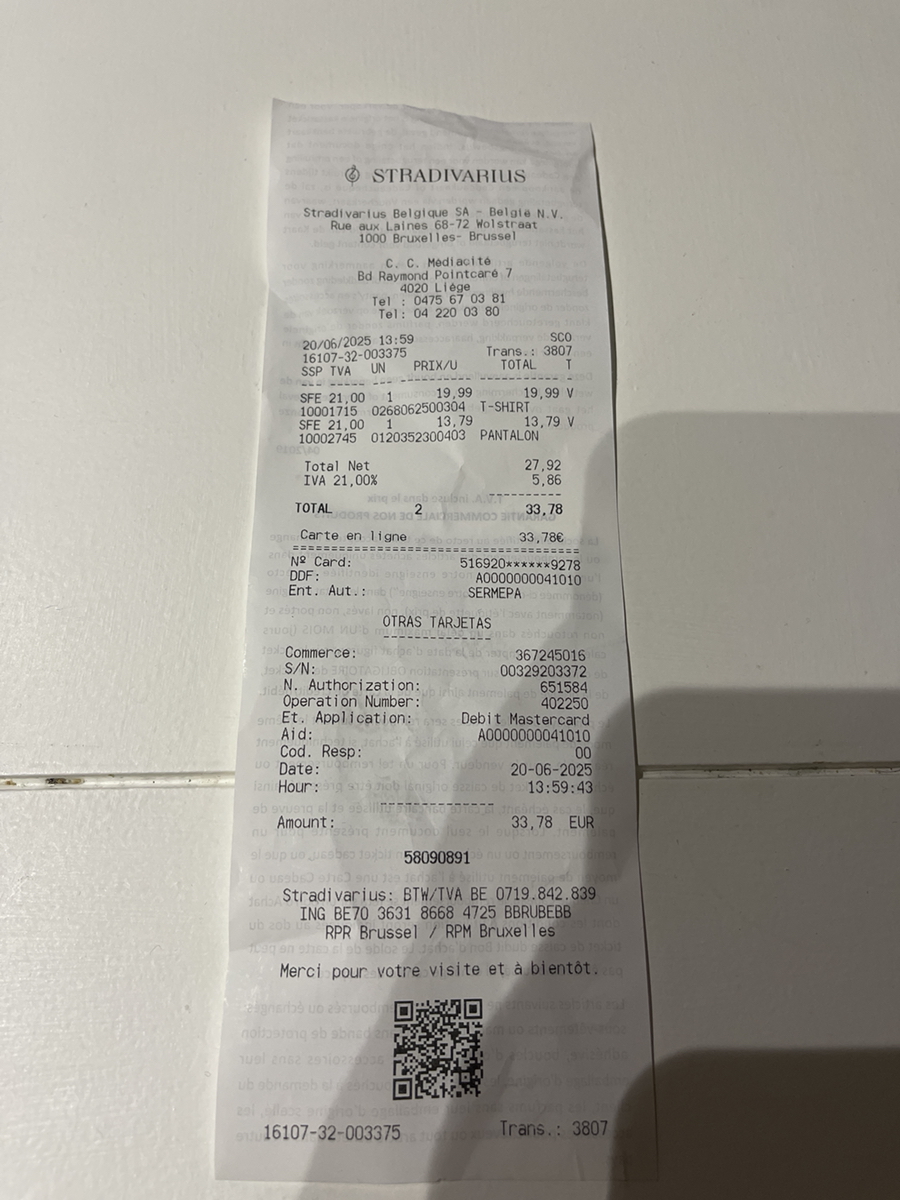 STRADIVARIUS
Stradivarius Belgique SA - Belgie N.V.
Rue aux Laines 68-72 Wolstraat
1000 Bruxelles- Brussel
C. C. Médiacité
Bd Raymond Pointcaré 7
4020 Liége
Tel : 0475 67 03 81
Tel: 04 220 03 80
20/06/2025 13:59 SCO
16107-32-003375 Trans.: 3807
SSP TVA UN PRIX/U TOTAL T
--- ----- --- ---------- ---------- -
SFE 21,00 1 19,99 19,99 V
10001715 0268062500304 T-SHIRT
SFE 21,00 1 13,79 13,79 V
10002745 0120352300403 PANTALON
Total Net 27,92
IVA 21,00% 5,86
----------
TOTAL 2 33,78
Carte en ligne 33,78€
========================================
Nº Card: 516920******9278
DDF: A0000000041010
Ent. Aut.: SERMEPA
OTRAS TARJETAS
--------------
Commerce: 367245016
S/N: 00329203372
N. Authorization: 651584
Operation Number: 402250
Et. Application: Debit Mastercard
Aid: A0000000041010
Cod. Resp: 00
Date: 20-06-2025
Hour: 13:59:43
--------------
Amount: 33,78 EUR
58090891
Stradivarius: BTW/TVA BE 0719.842.839
ING BE70 3631 8668 4725 BBRUBEBB
RPR Brussel / RPM Bruxelles
Merci pour votre visite et à bientôt.
16107-32-003375 Trans.: 3807